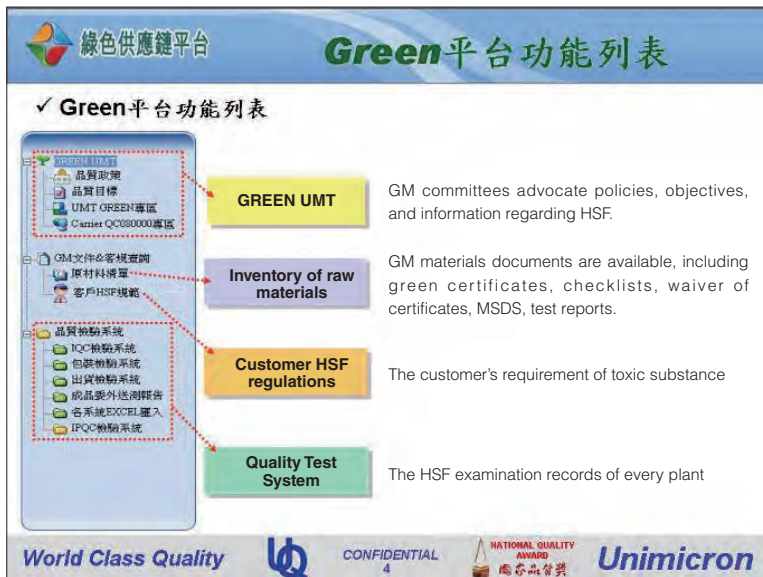 綠色供應鏈平台
Green平台功能列表
✓ Green平台功能列表
GREEN UMT
品質政策
品質目標
UMT GREEN專區
Carrier QC080000專區
GM文件&客規查詢
原材料清單
客戶HSF規範
品質檢驗系統
IQC檢驗系統
包裝檢驗系統
出貨檢驗系統
成品委外送測報告
各系統EXCEL匯入
IPQC檢驗系統
GREEN UMT
GM committees advocate policies, objectives,
and information regarding HSF.
Inventory of raw
materials
GM materials documents are available, including
green certificates, checklists, waiver of
certificates, MSDS, test reports.
Customer HSF
regulations
The customer's requirement of toxic substance
Quality Test
System
The HSF examination records of every plant
World Class Quality
CONFIDENTIAL
4
NATIONAL QUALITY
AWARD
國家品質獎
Unimicron